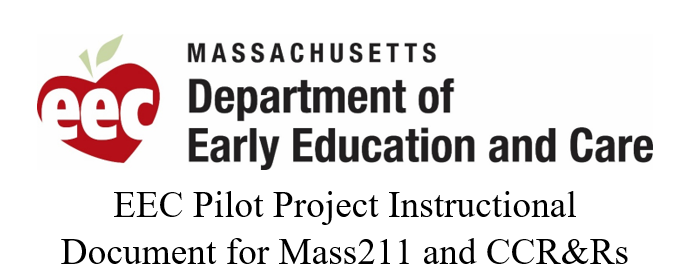 eec
MASSACHUSETTS
Department of
Early Education and Care
EEC Pilot Project Instructional
Document for Mass211 and CCR&Rs